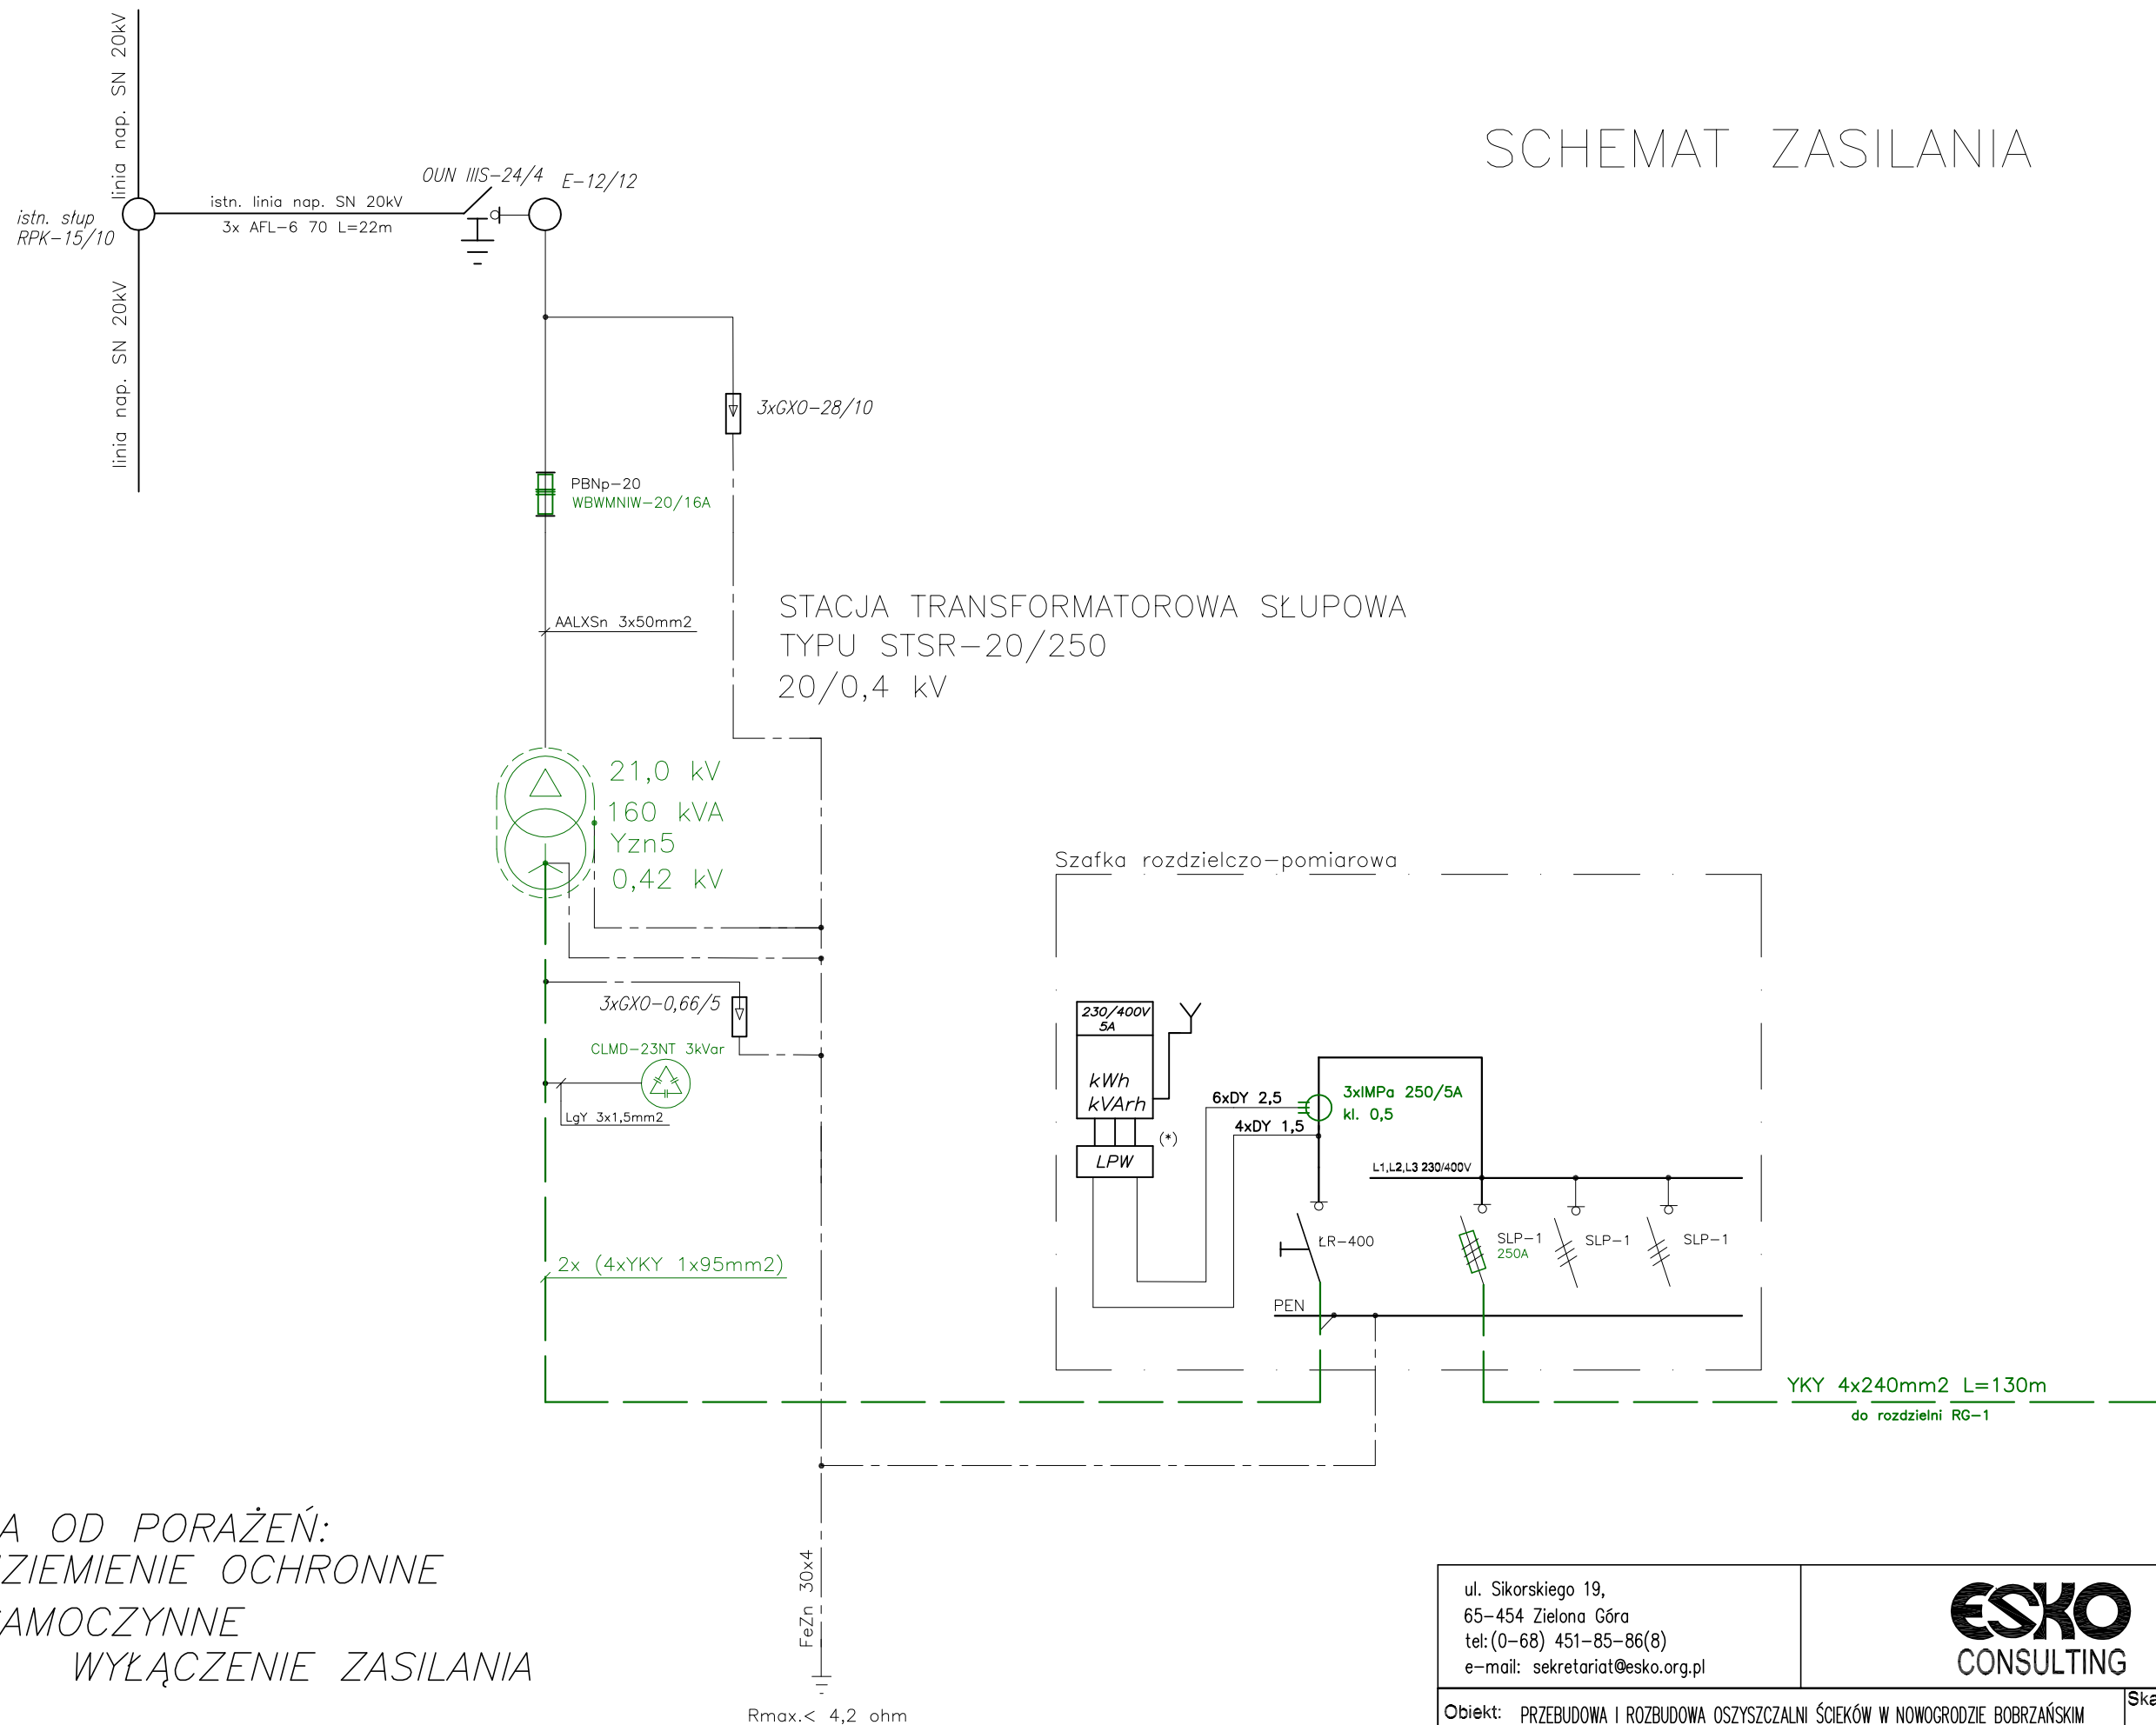 SCHEMAT ZASILANIA
linia nap. SN 20kV
linia nap. SN 20kV
istn. słup
RPK-15/10
istn. linia nap. SN 20kV
3x AFL-6 70 L=22m
OUN IIIS-24/4
E-12/12
3xGXO-28/10
PBNp-20
WBWMNIW-20/16A
AALXSn 3x50mm2
STACJA TRANSFORMATOROWA SŁUPOWA
TYPU STSR-20/250
20/0,4 kV
21,0 kV
160 kVA
Yzn5
0,42 kV
3xGXO-0,66/5
CLMD-23NT 3kVar
LgY 3x1,5mm2
2x (4xYKY 1x95mm2)
Szafka rozdzielczo-pomiarowa
230/400V
5A
kWh
kVArh
LPW
(*)
6xDY 2,5
4xDY 1,5
3xIMPa 250/5A
kl. 0,5
L1,L2,L3 230/400V
ŁR-400
SLP-1
250A
SLP-1
SLP-1
PEN
YKY 4x240mm2 L=130m
do rozdzielni RG-1
FeZn 30x4
Rmax.< 4,2 ohm
A OD PORAŻEŃ:
ZIEMIENIE OCHRONNE
AMOCZYNNE
WYŁĄCZENIE ZASILANIA
ul. Sikorskiego 19,
65-454 Zielona Góra
tel:(0-68) 451-85-86(8)
e-mail: sekretariat@esko.org.pl
ESKO
CONSULTING
Obiekt: PRZEBUDOWA I ROZBUDOWA OSZYSZCZALNI ŚCIEKÓW W NOWOGRODZIE BOBRZAŃSKIM
Ska